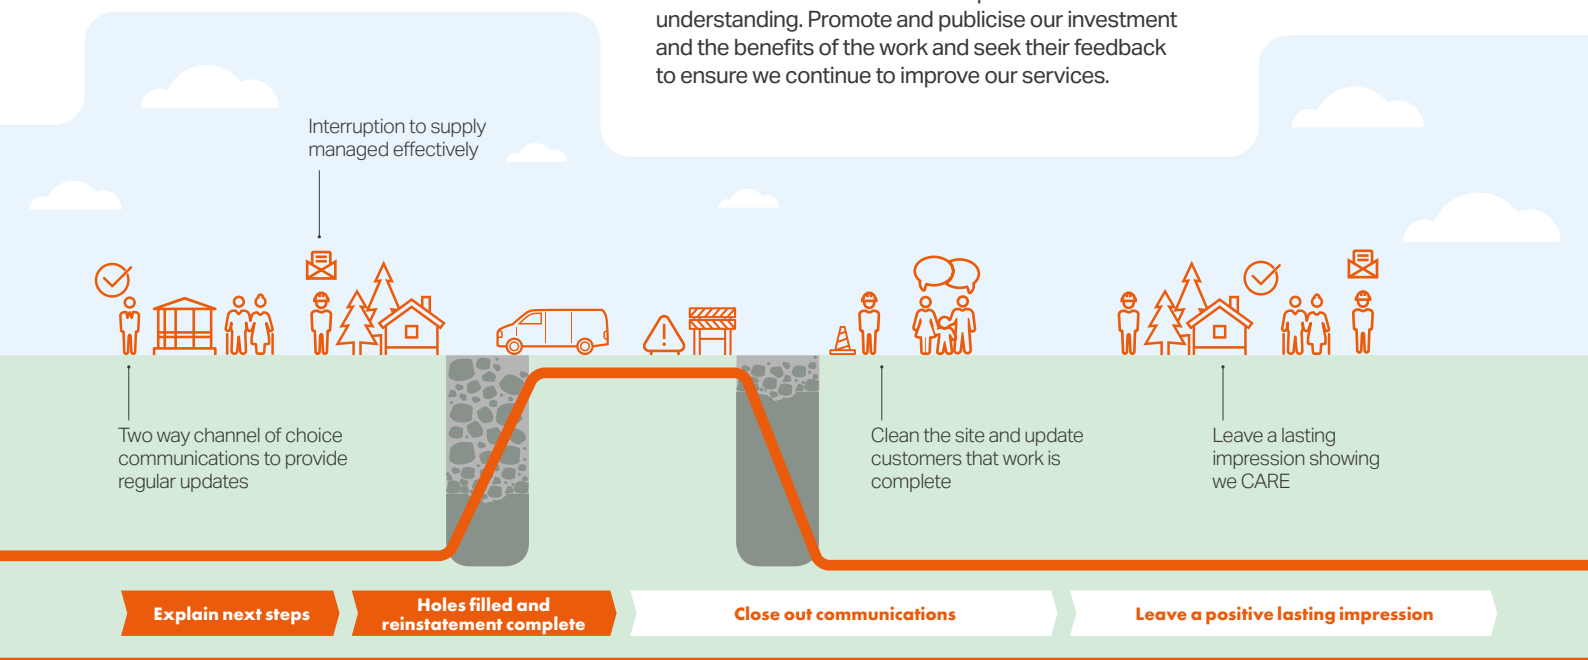 understanding. Promote and publicise our investment
and the benefits of the work and seek their feedback
to ensure we continue to improve our services.
Interruption to supply
managed effectively
Two way channel of choice
communications to provide
regular updates
Clean the site and update
customers that work is
complete
Leave a lasting
impression showing
we CARE
Explain next steps
Holes filled and
reinstatement complete
Close out communications
Leave a positive lasting impression